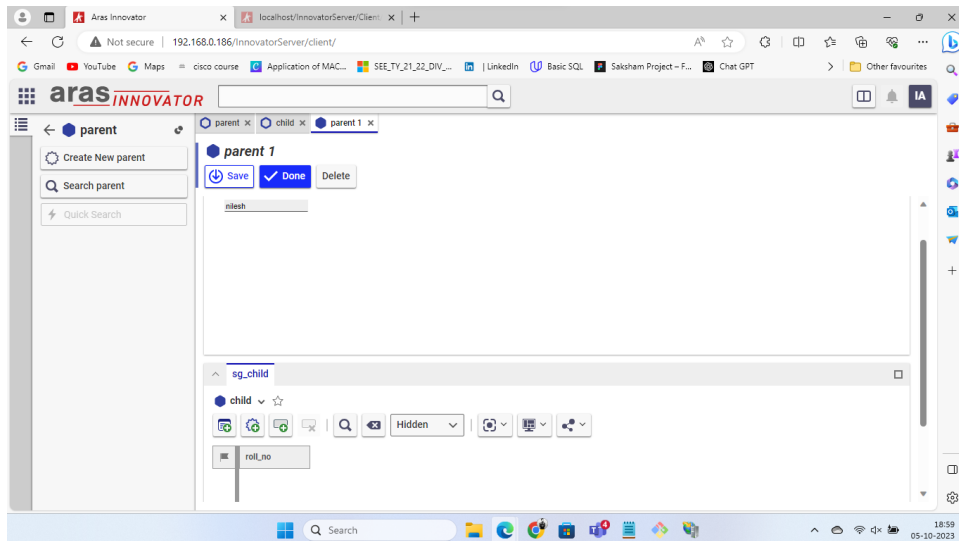 Aras Innovator
localhost/InnovatorServer/Client
Not secure | 192.168.0.186/InnovatorServer/client/
Gmail YouTube Maps cisco course Application of MAC... SEE_TY_21_22_DIV_... | LinkedIn Basic SQL Saksham Project – F... Chat GPT Other favourites
aras INNOVATOR
IA
parent
parent child parent 1
Create New parent
Search parent
Quick Search
parent 1
Save Done Delete
nilesh
sg_child
child
Hidden
roll_no
Search
18:59
05-10-2023